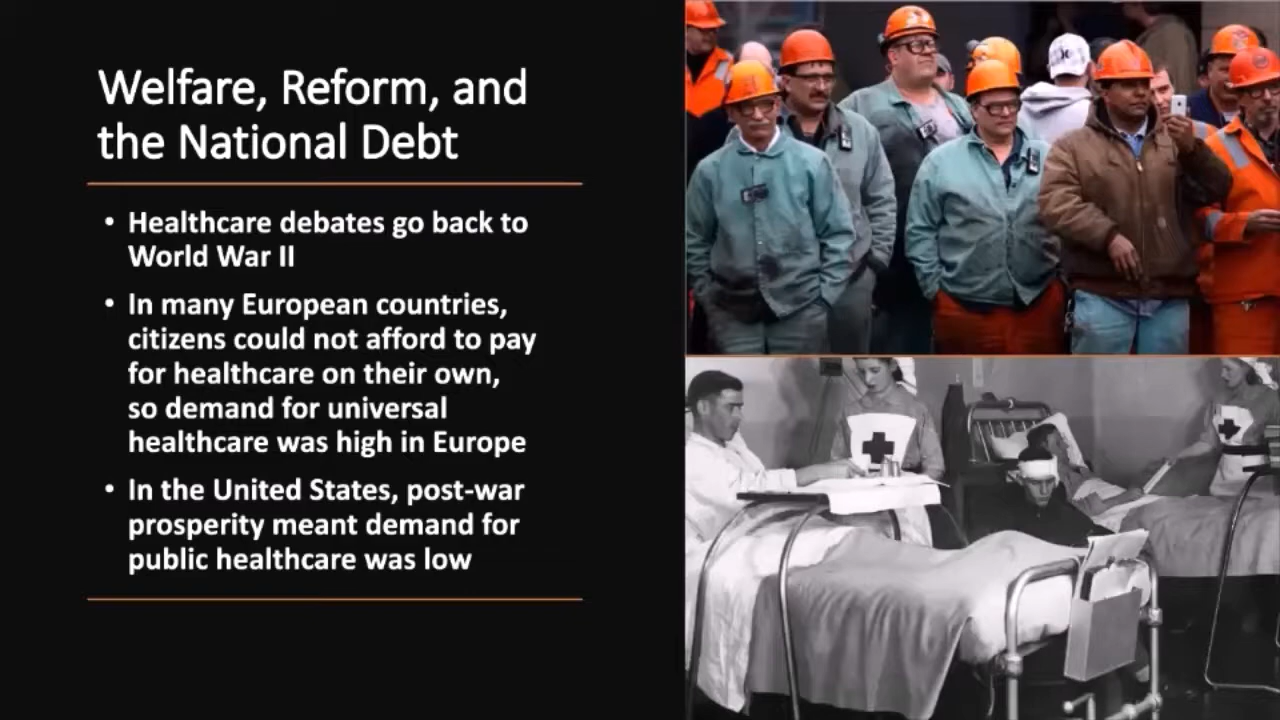 Welfare, Reform, and
the National Debt
• Healthcare debates go back to
World War II
• In many European countries,
citizens could not afford to pay
for healthcare on their own,
so demand for universal
healthcare was high in Europe
• In the United States, post-war
prosperity meant demand for
public healthcare was low